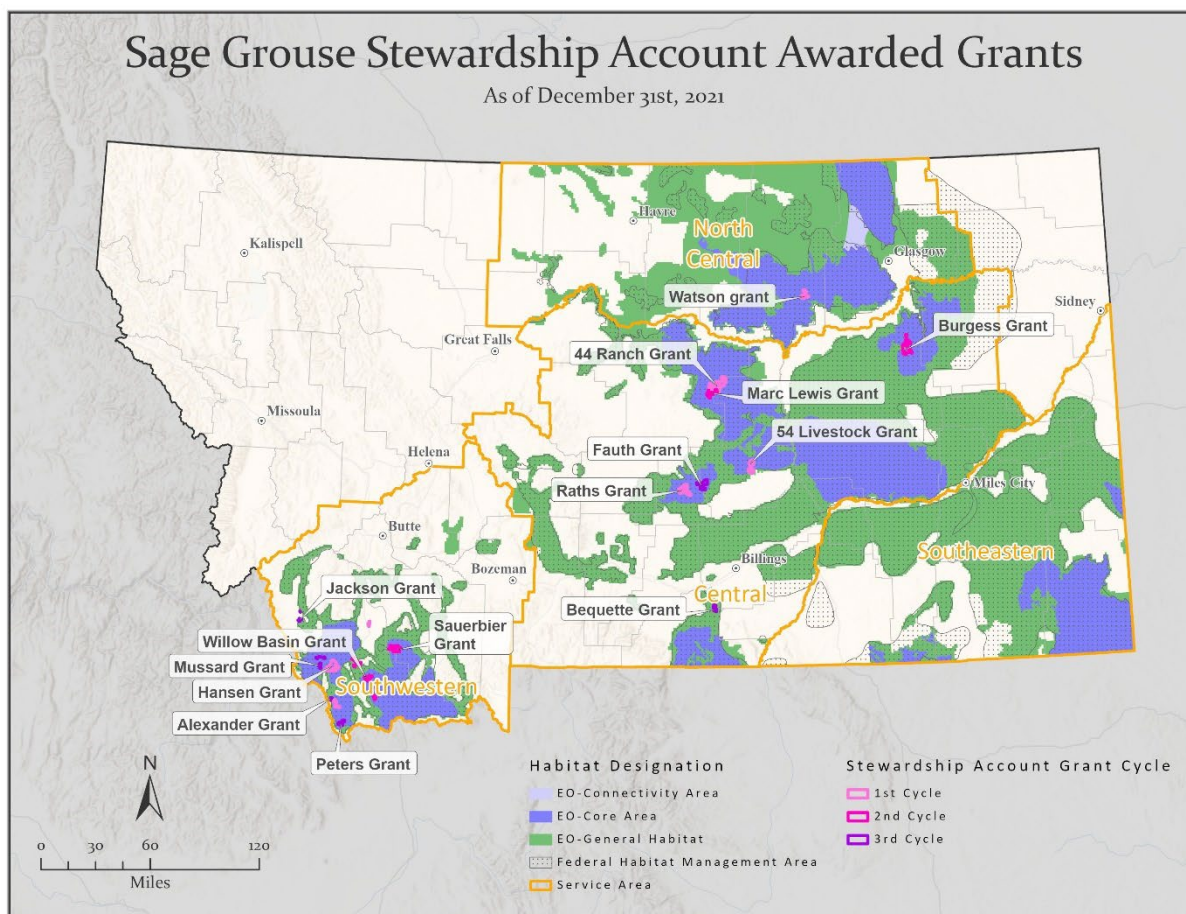 Sage Grouse Stewardship Account Awarded Grants
As of December 31st, 2021
Havre
North
Central
Kalispell
Glasgow
Watson grant
Sidney
Burgess Grant
Great Falls
44 Ranch Grant
Marc Lewis Grant
Missoula
54 Livestock Grant
Helena
Fauth Grant
Raths Grant
Miles City
Butte
Southeastern
Billings
Bozeman
Jackson Grant
Central
Bequette Grant
Willow Basin Grant
Sauerbier
Grant
Mussard Grant
Hansen Grant
Southwestern
Alexander Grant
Peters Grant
N
0 30 60 120
Miles
Habitat Designation
EO-Connectivity Area
EO-Core Area
EO-General Habitat
Federal Habitat Management Area
Service Area
Stewardship Account Grant Cycle
1st Cycle
2nd Cycle
3rd Cycle